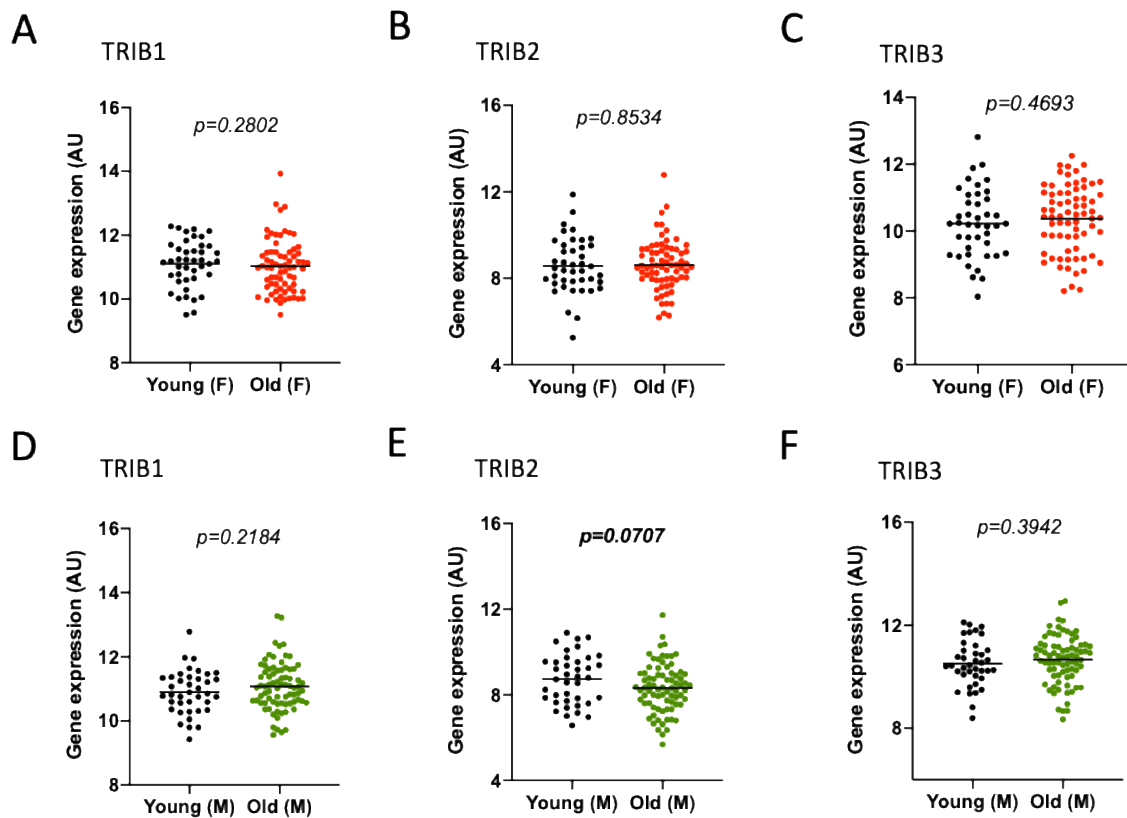 A
TRIB1
p=0.2802
Gene expression (AU
16
14
12
10
8
Young (F)
Old (F)
B
TRIB2
p=0.8534
Gene expression (AU)
16
12
8
4
Young (F)
Old (F)
C
TRIB3
p=0.4693
Gene expression (AU)
14
12
10
8
6
Young (F)
Old (F)
D
TRIB1
p=0.2184
Gene expression (AU)
16
14
12
10
8
Young (M)
Old (M)
E
TRIB2
p=0.0707
Gene expression (AU)
16
12
8
4
Young (M)
Old (M)
F
TRIB3
p=0.3942
Gene expression (AU)
16
12
8
Young (M)
Old (M)